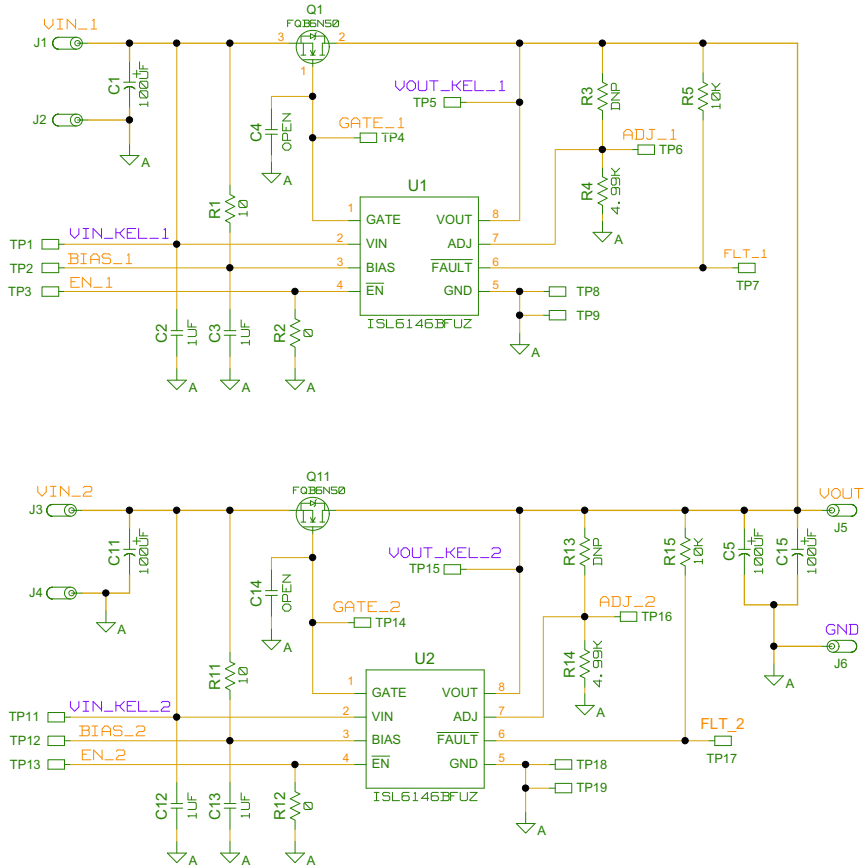 VIN_1
Q1
FQB6N50
J1
3
2
1
C1
100UF
J2
A
C4
OPEN
A
GATE_1
TP4
VOUT_KEL_1
TP5
R3
DNP
R5
10K
ADJ_1
TP6
R4
4.99K
A
R1
10
U1
1
GATE
VOUT
8
TP1
VIN_KEL_1
2
VIN
ADJ
7
TP2
BIAS_1
3
BIAS
FAULT
6
FLT_1
TP7
TP3
EN_1
4
EN
GND
5
TP8
TP9
ISL6146BFUZ
C2
1UF
C3
1UF
R2
0
A
A
A
A
VIN_2
Q11
FQB6N50
VOUT
J3
J5
C11
100UF
VOUT_KEL_2
TP15
R13
DNP
R15
10K
C5
100UF
C15
100UF
J4
A
C14
OPEN
A
GATE_2
TP14
ADJ_2
TP16
GND
J6
R14
4.99K
A
A
R11
10
U2
1
GATE
VOUT
8
TP11
VIN_KEL_2
2
VIN
ADJ
7
TP12
BIAS_2
3
BIAS
FAULT
6
FLT_2
TP17
TP13
EN_2
4
EN
GND
5
TP18
TP19
ISL6146BFUZ
C12
1UF
C13
1UF
R12
0
A
A
A
A